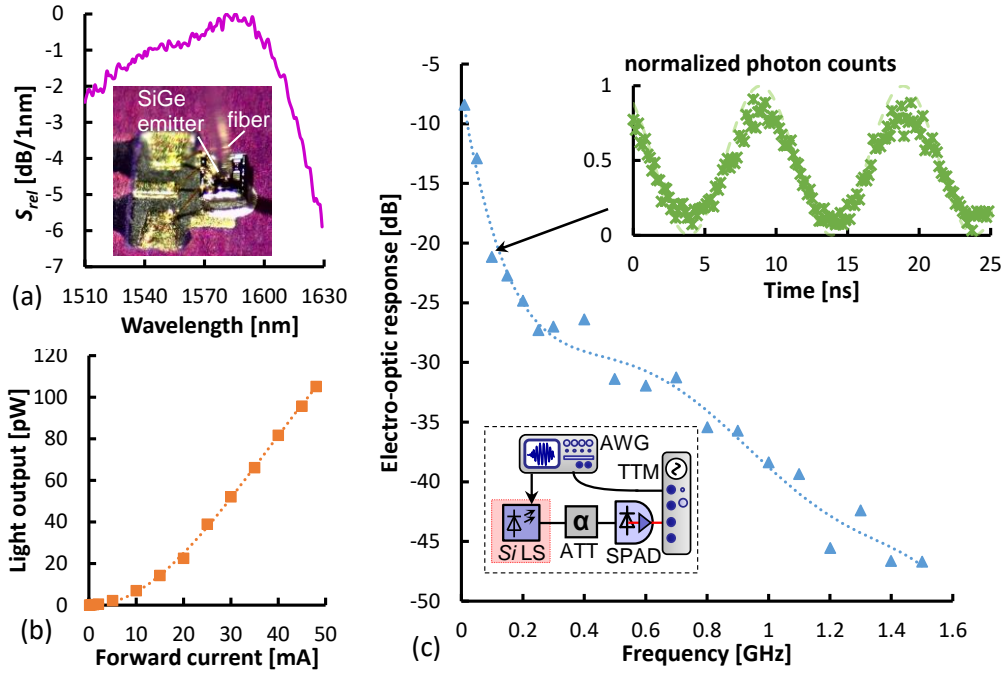 0
-1
-2
-3
-4
-5
-6
-7
S_rel [dB/1nm]
SiGe
emitter
fiber
1510 1540 1570 1600 1630
(a)
Wavelength [nm]
120
100
80
60
40
20
0
Light output [pW]
0 10 20 30 40 50
(b)
Forward current [mA]
-5
-10
-15
-20
-25
-30
-35
-40
-45
-50
Electro-optic response [dB]
normalized photon counts
1
0.5
0
0 5 10 15 20 25
Time [ns]
AWG
TTM
α
Si LS
ATT
SPAD
0 0.2 0.4 0.6 0.8 1 1.2 1.4 1.6
(c)
Frequency [GHz]